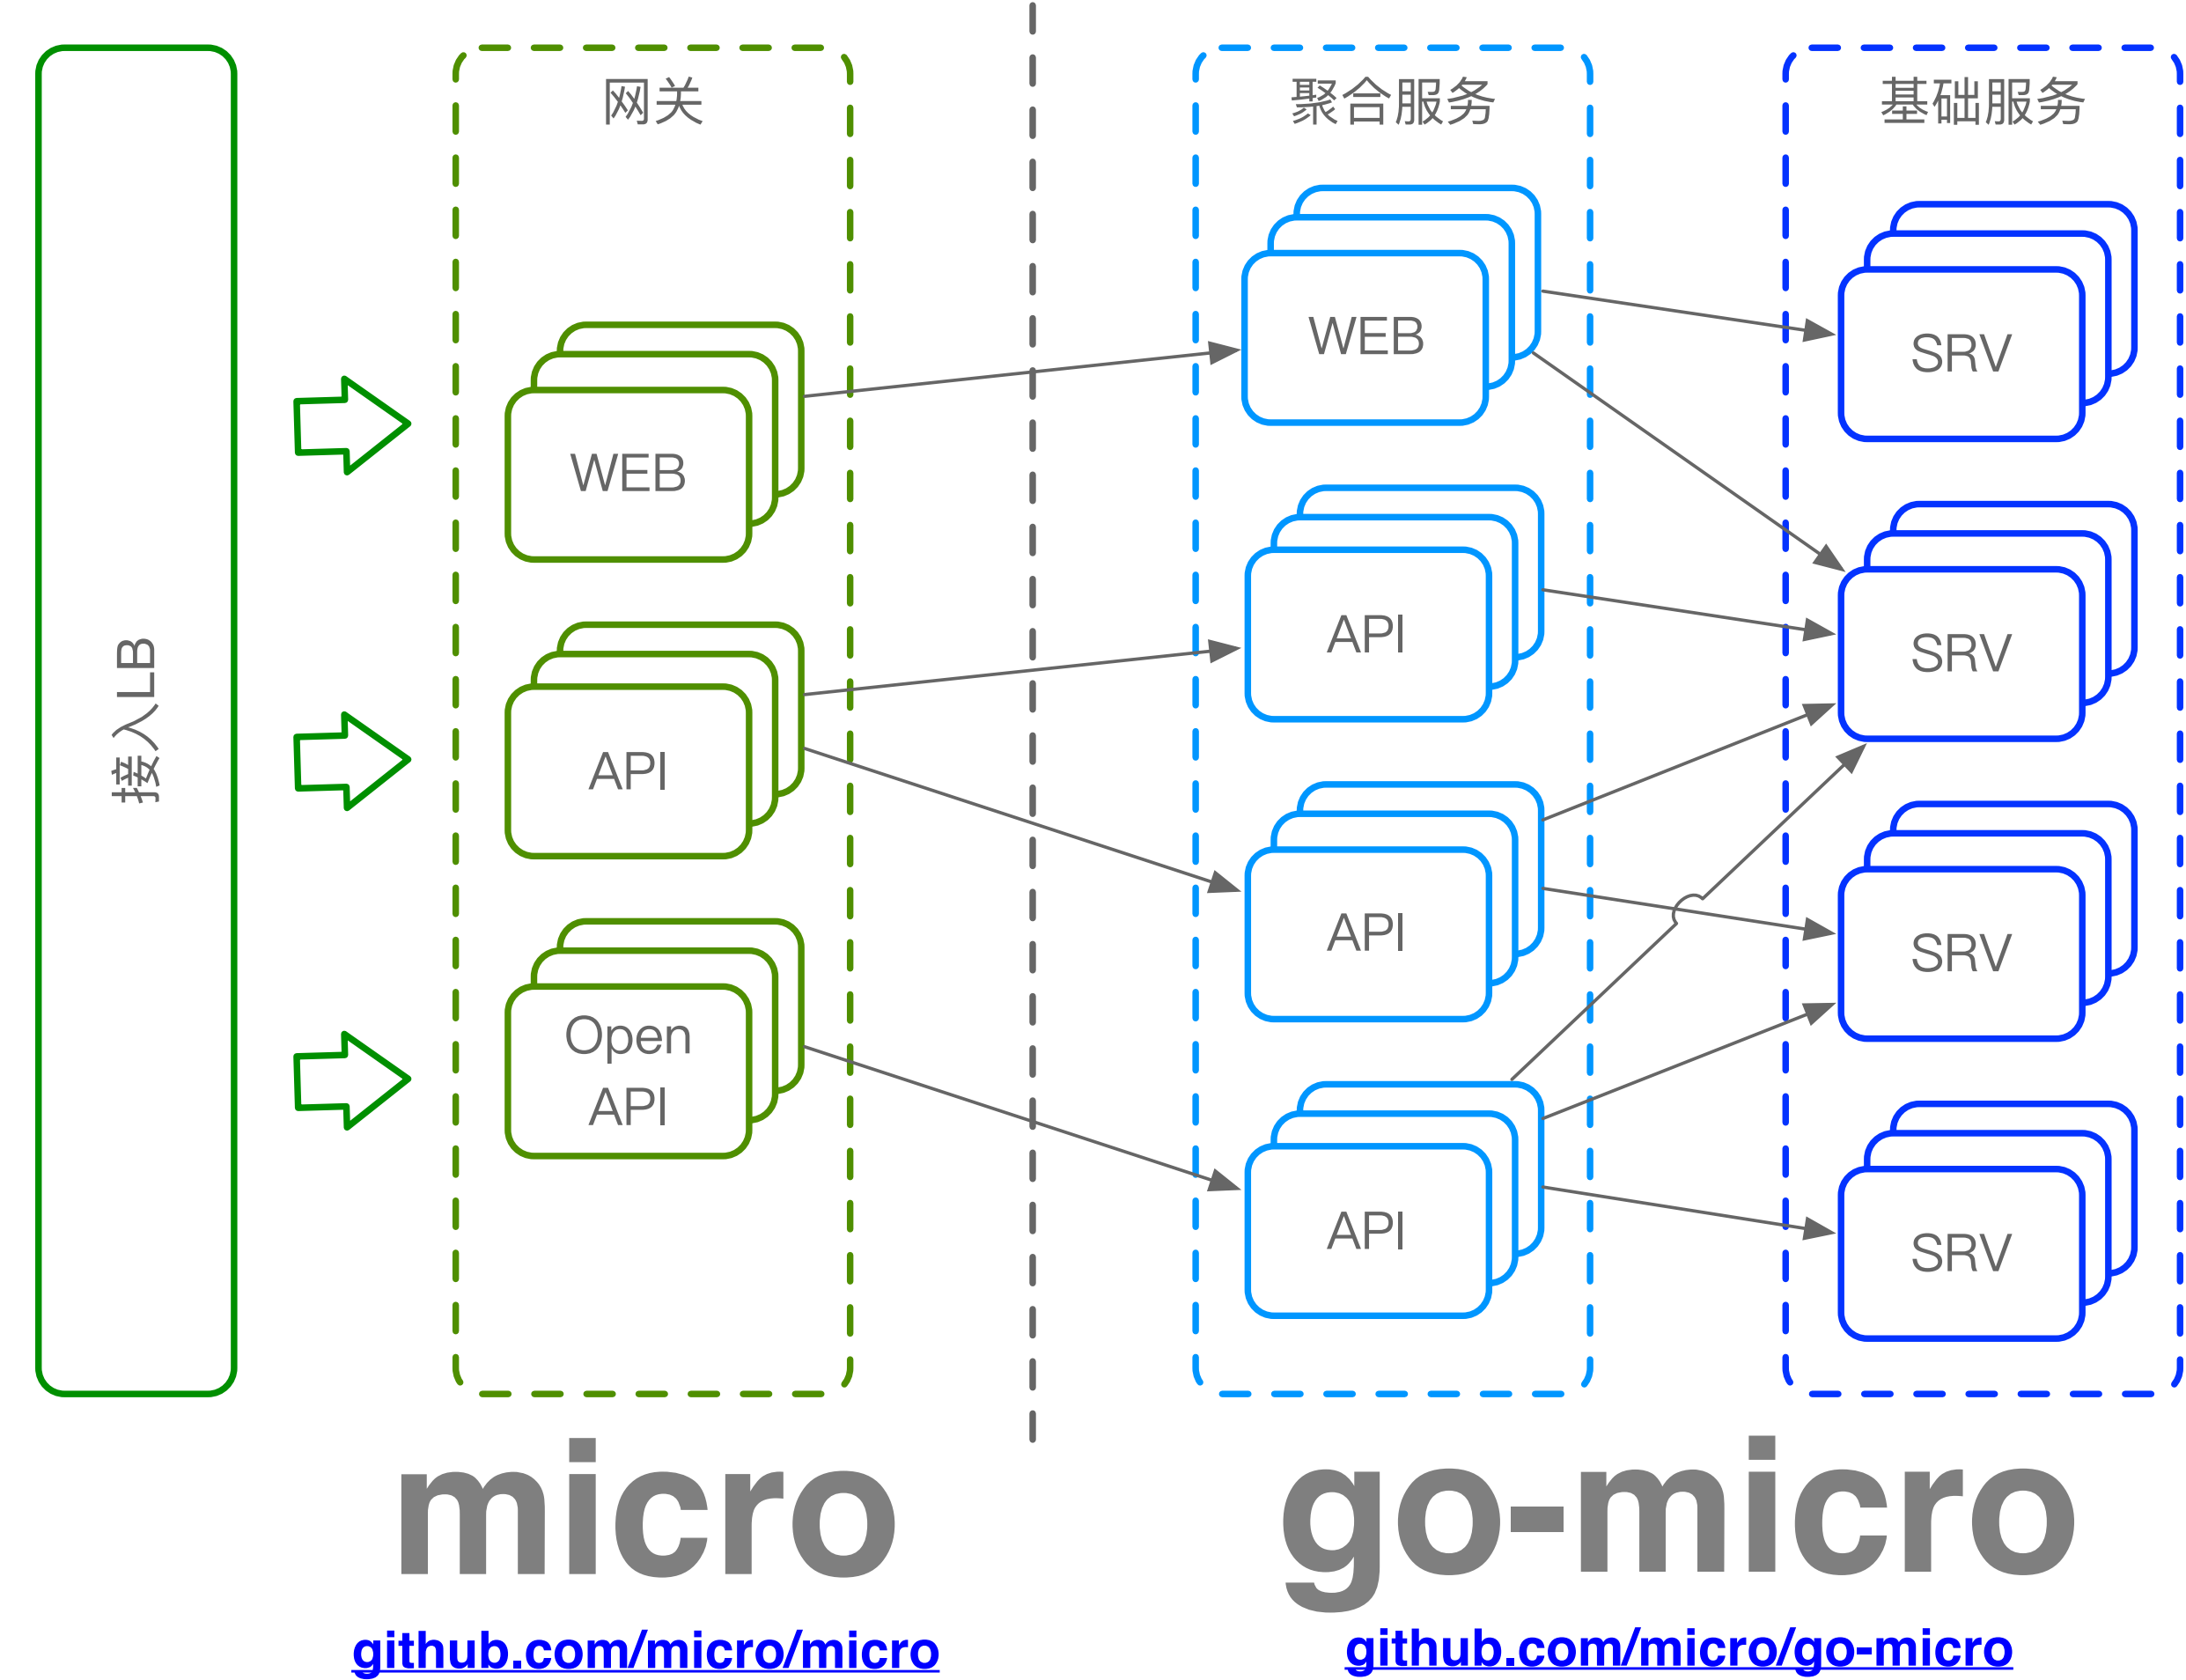 接入LB
网关
WEB
API
Open
API
聚合服务
WEB
API
API
API
基础服务
SRV
SRV
SRV
SRV
micro
github.com/micro/micro
go-micro
github.com/micro/go-micro